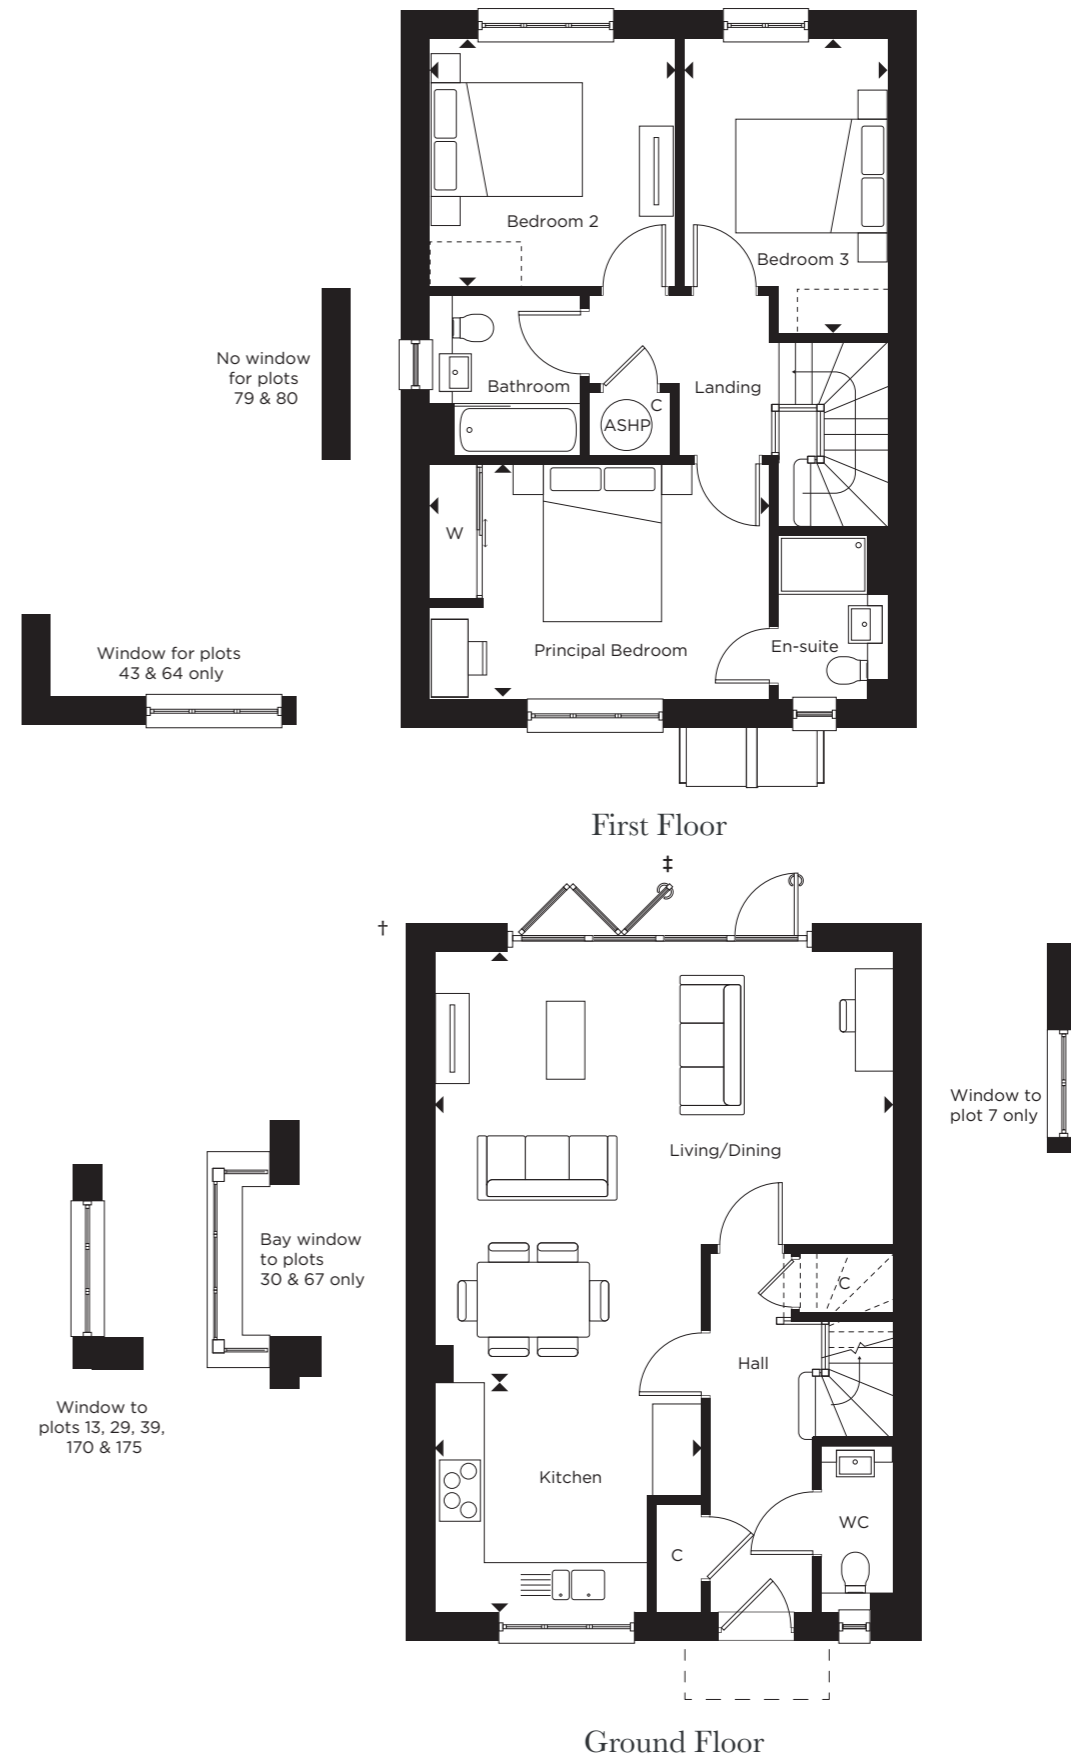 Bedroom 2
Bedroom 3
No window
for plots
79 & 80
Bathroom
Landing
C
ASHP
W
Window for plots
43 & 64 only
Principal Bedroom
En-suite
First Floor
‡
†
Window to
plot 7 only
Living/Dining
Bay window
to plots
30 & 67 only
C
Hall
Window to
plots 13, 29, 39,
170 & 175
Kitchen
WC
C
Ground Floor